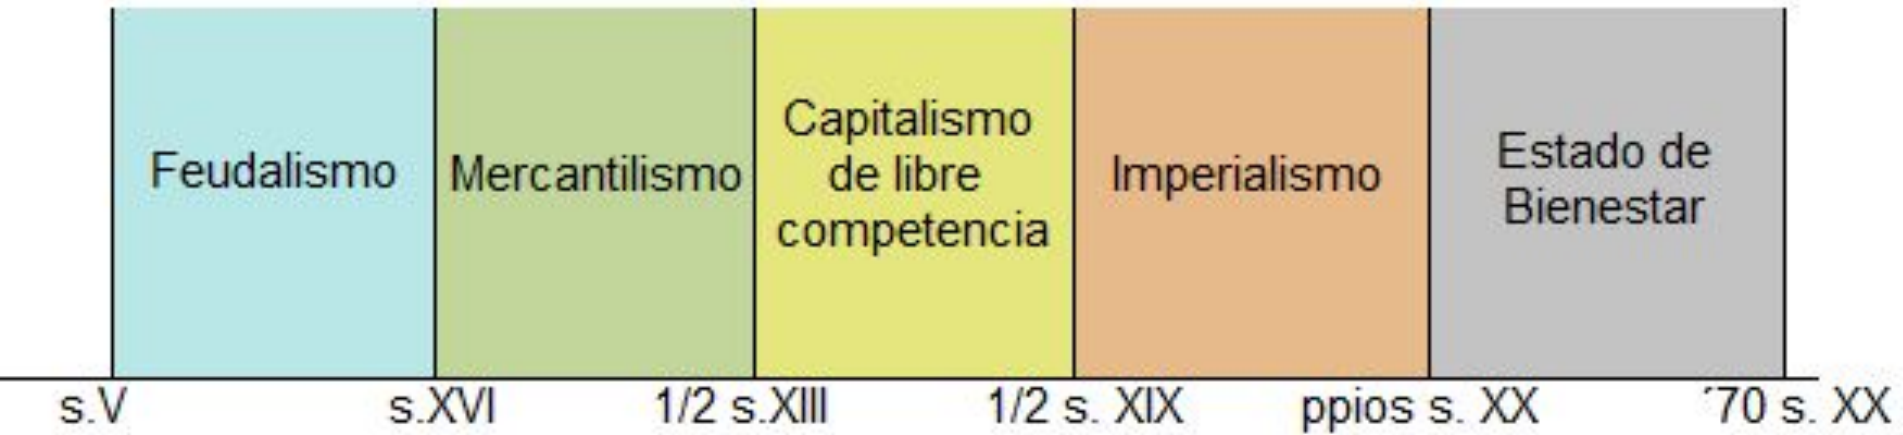 Feudalismo
Mercantilismo
Capitalismo
de libre
competencia
Imperialismo
Estado de
Bienestar
s.V
s.XVI
1/2 s.XIII
1/2 s. XIX
ppios s. XX
´70 s. XX